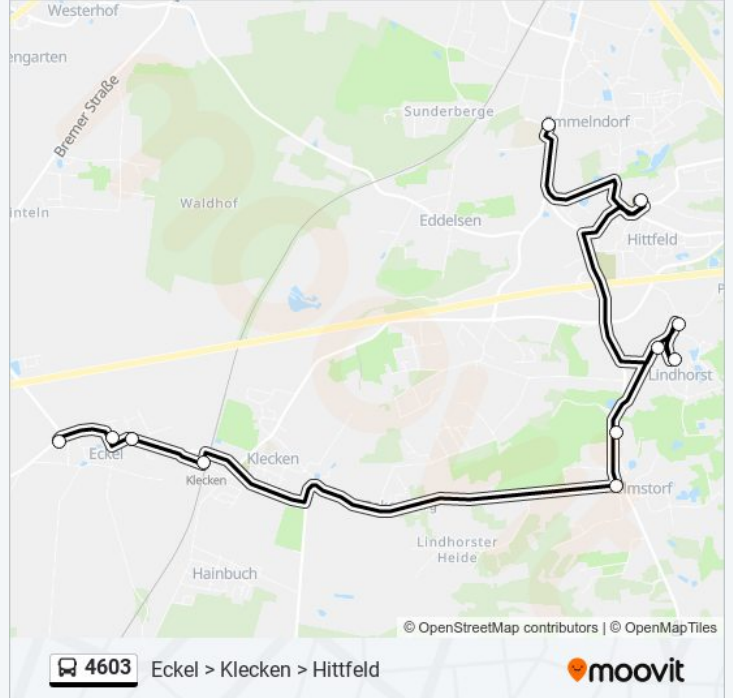 Westerhof
engarten
Bremer Straße
Sunderberge
mmelndorf
inteln
Waldhof
Eddelsen
Hittfeld
P
Lindhorst
Eckel
Klecken
Klecken
lmstorf
Lindhorster
Heide
Hainbuch
© OpenStreetMap contributors | © OpenMapTiles
4603 Eckel > Klecken > Hittfeld moovit